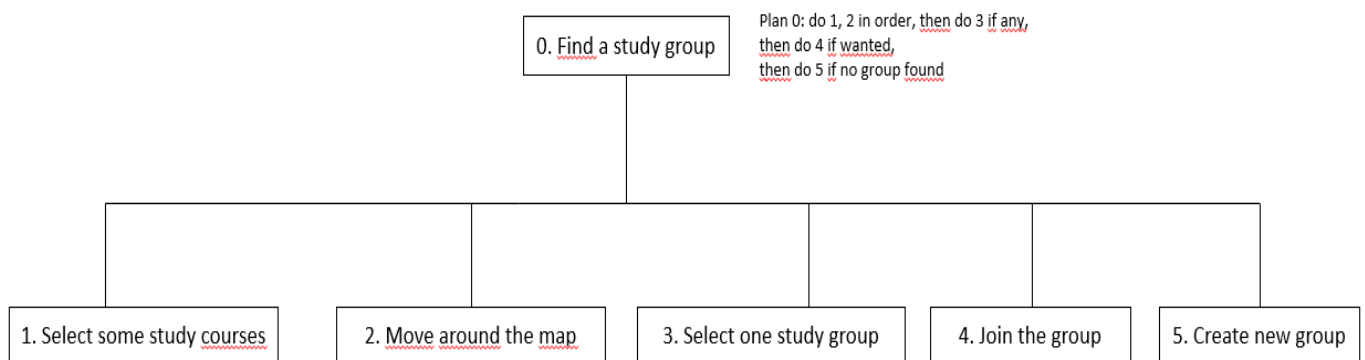 0. Find a study group
Plan 0: do 1, 2 in order, then do 3 if any,
then do 4 if wanted,
then do 5 if no group found
1. Select some study courses
2. Move around the map
3. Select one study group
4. Join the group
5. Create new group